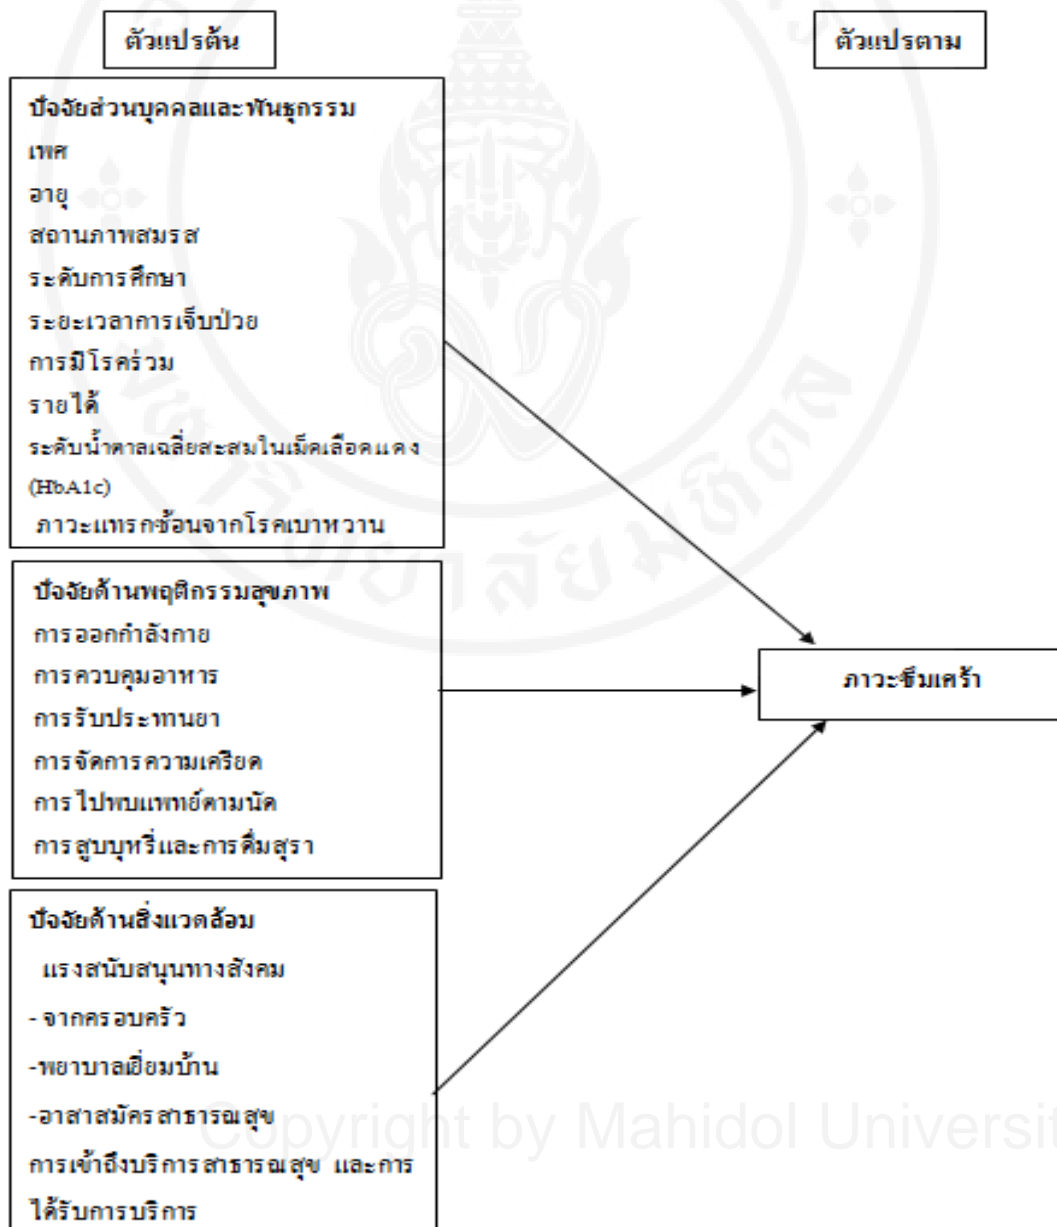 ตัวแปรต้น
ตัวแปรตาม
ปัจจัยส่วนบุคคลและพันธุกรรม
เพศ
อายุ
สถานภาพสมรส
ระดับการศึกษา
ระยะเวลาการเจ็บป่วย
การมีโรคร่วม
รายได้
ระดับน้ำตาลเฉลี่ยสะสมในเม็ดเลือดแดง
(HbA1c)
ภาวะแทรกซ้อนจากโรคเบาหวาน
ปัจจัยด้านพฤติกรรมสุขภาพ
การออกกำลังกาย
การควบคุมอาหาร
การรับประทานยา
การจัดการความเครียด
การไปพบแพทย์ตามนัด
การสูบบุหรี่และการดื่มสุรา
ภาวะซึมเศร้า
ปัจจัยด้านสิ่งแวดล้อม
แรงสนับสนุนทางสังคม
- จากครอบครัว
-พยาบาลเยี่ยมบ้าน
-อาสาสมัครสาธารณสุข
การเข้าถึงบริการสาธารณสุข และการ
ได้รับการบริการ
Copyright by Mahidol Universit
มหิดล
วิทยาลัยมหิดล